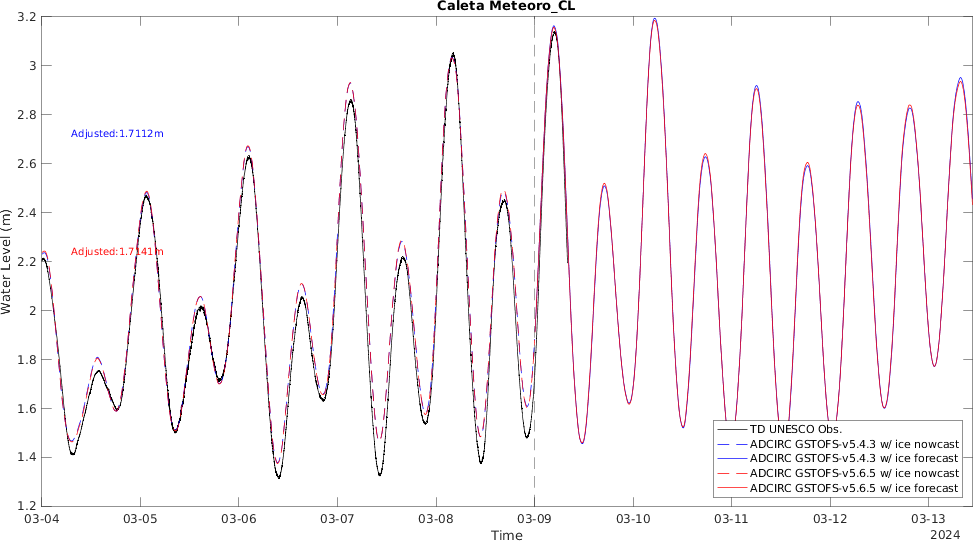 Caleta Meteoro_CL
3.2
3
2.8
2.6
2.4
2.2
2
1.8
1.6
1.4
1.2
Water Level (m)
Adjusted:1.7112m
Adjusted:1.7141m
TD UNESCO Obs.
ADCIRC GSTOFS-v5.4.3 w/ ice nowcast
ADCIRC GSTOFS-v5.4.3 w/ ice forecast
ADCIRC GSTOFS-v5.6.5 w/ ice nowcast
ADCIRC GSTOFS-v5.6.5 w/ ice forecast
03-04 03-05 03-06 03-07 03-08 03-09 03-10 03-11 03-12 03-13
Time
2024